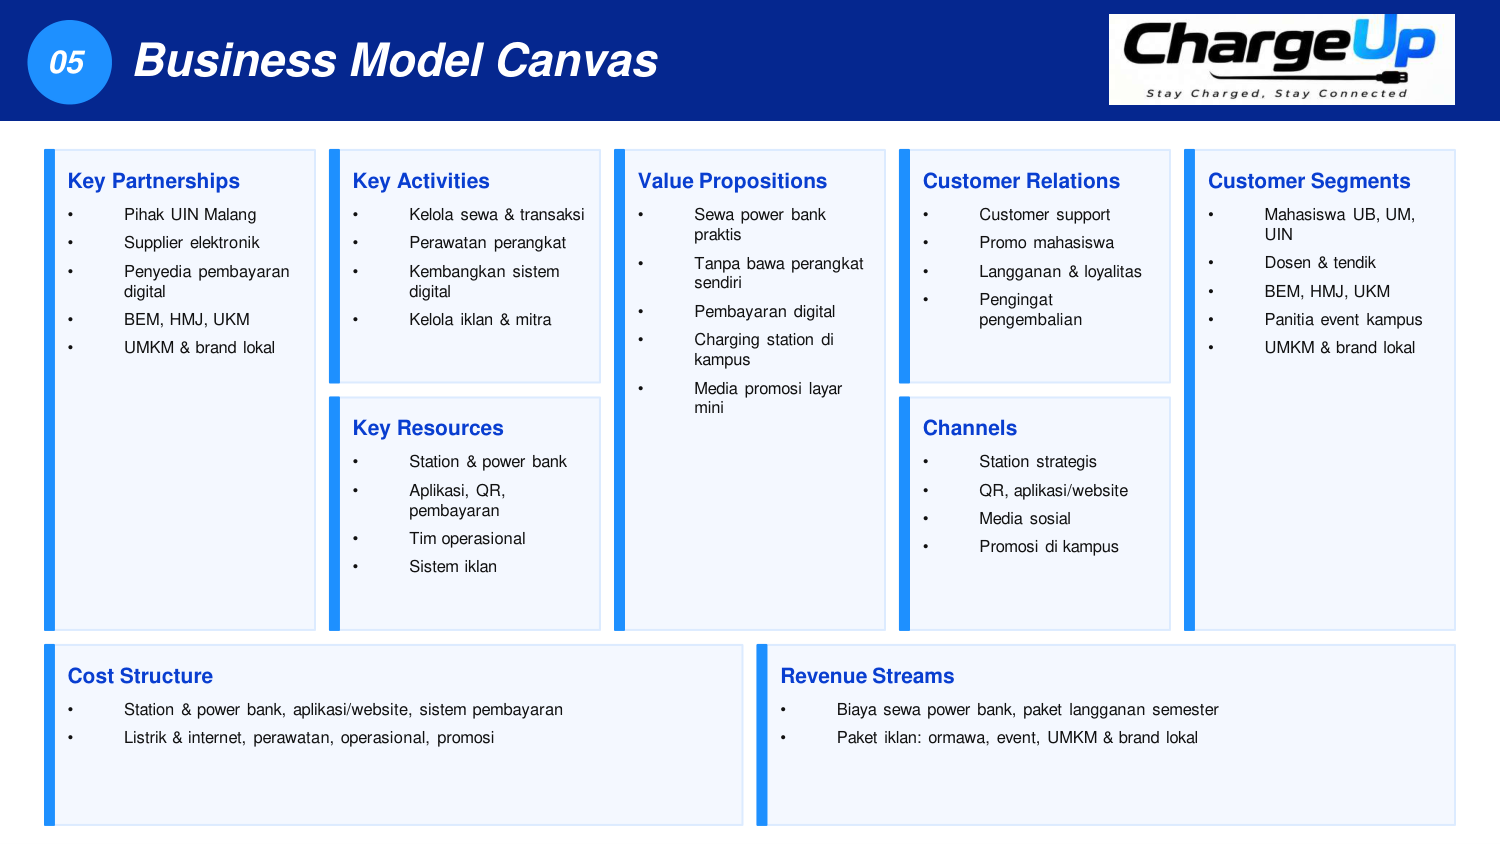 05
Business Model Canvas
ChargeUp
Stay Charged, Stay Connected
Key Partnerships
• Pihak UIN Malang
• Supplier elektronik
• Penyedia pembayaran
digital
• BEM, HMJ, UKM
• UMKM & brand lokal
Key Activities
• Kelola sewa & transaksi
• Perawatan perangkat
• Kembangkan sistem
digital
• Kelola iklan & mitra
Key Resources
• Station & power bank
• Aplikasi, QR,
pembayaran
• Tim operasional
• Sistem iklan
Value Propositions
• Sewa power bank
praktis
• Tanpa bawa perangkat
sendiri
• Pembayaran digital
• Charging station di
kampus
• Media promosi layar
mini
Customer Relations
• Customer support
• Promo mahasiswa
• Langganan & loyalitas
• Pengingat
pengembalian
Channels
• Station strategis
• QR, aplikasi/website
• Media sosial
• Promosi di kampus
Customer Segments
• Mahasiswa UB, UM,
UIN
• Dosen & tendik
• BEM, HMJ, UKM
• Panitia event kampus
• UMKM & brand lokal
Cost Structure
• Station & power bank, aplikasi/website, sistem pembayaran
• Listrik & internet, perawatan, operasional, promosi
Revenue Streams
• Biaya sewa power bank, paket langganan semester
• Paket iklan: ormawa, event, UMKM & brand lokal